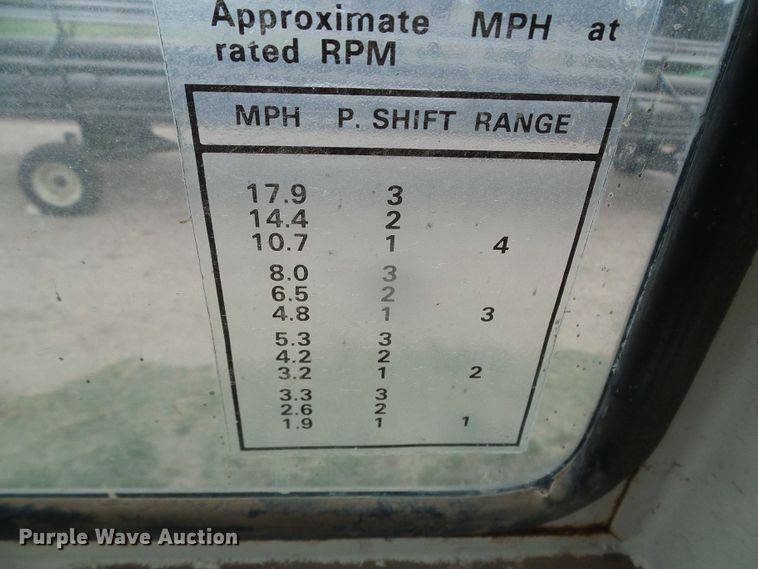 Approximate MPH at
rated RPM
MPH P. SHIFT RANGE
17.9 3
14.4 2
10.7 1 4
8.0 3
6.5 2
4.8 1 3
5.3 3
4.2 2
3.2 1 2
3.3 3
2.6 2
1.9 1 1
Purple Wave Auction